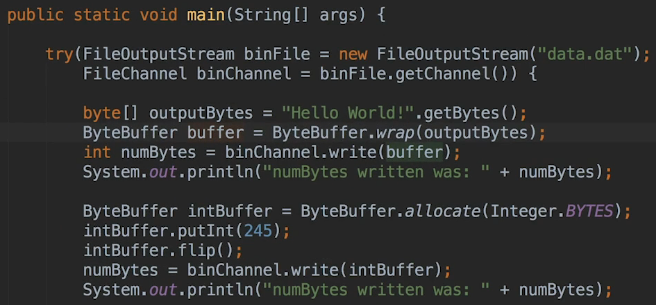 public static void main(String[] args) {
try(FileOutputStream binFile = new FileOutputStream("data.dat");
FileChannel binChannel = binFile.getChannel()) {
byte[] outputBytes = "Hello World!".getBytes();
ByteBuffer buffer = ByteBuffer.wrap(outputBytes);
int numBytes = binChannel.write(buffer);
System.out.println("numBytes written was: " + numBytes);
ByteBuffer intBuffer = ByteBuffer.allocate(Integer.BYTES);
intBuffer.putInt(245);
intBuffer.flip();
numBytes = binChannel.write(intBuffer);
System.out.println("numBytes written was: " + numBytes);